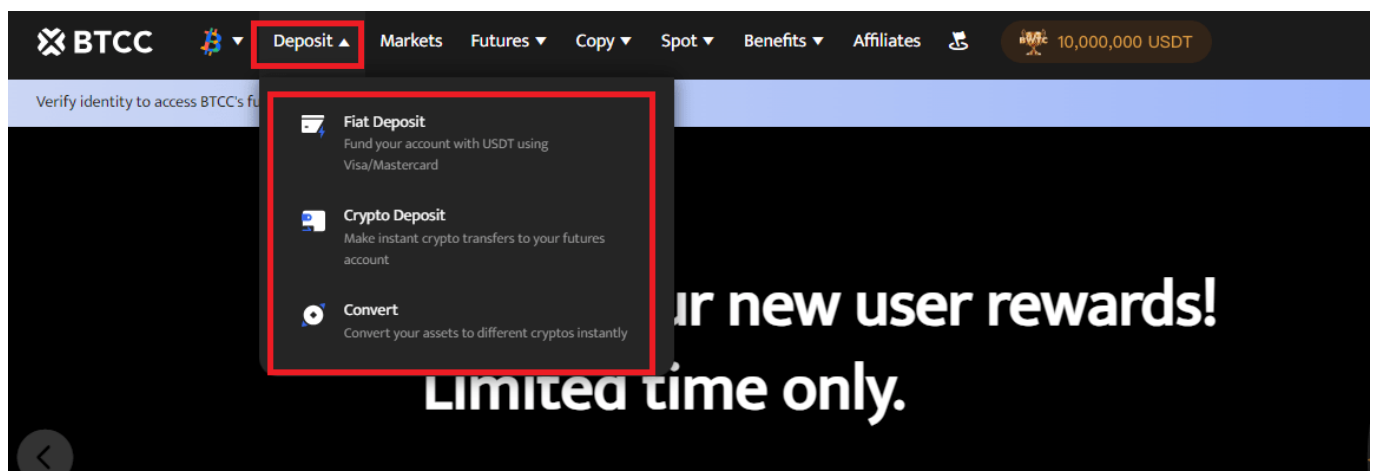 BTCC Deposit Markets Futures Copy Spot Benefits Affiliates 10,000,000 USDT
Verify identity to access BTCC's fu
Fiat Deposit
Fund your account with USDT using
Visa/Mastercard
Crypto Deposit
Make instant crypto transfers to your futures
account
Convert
Convert your assets to different cryptos instantly
ur new user rewards!
Limited time only.